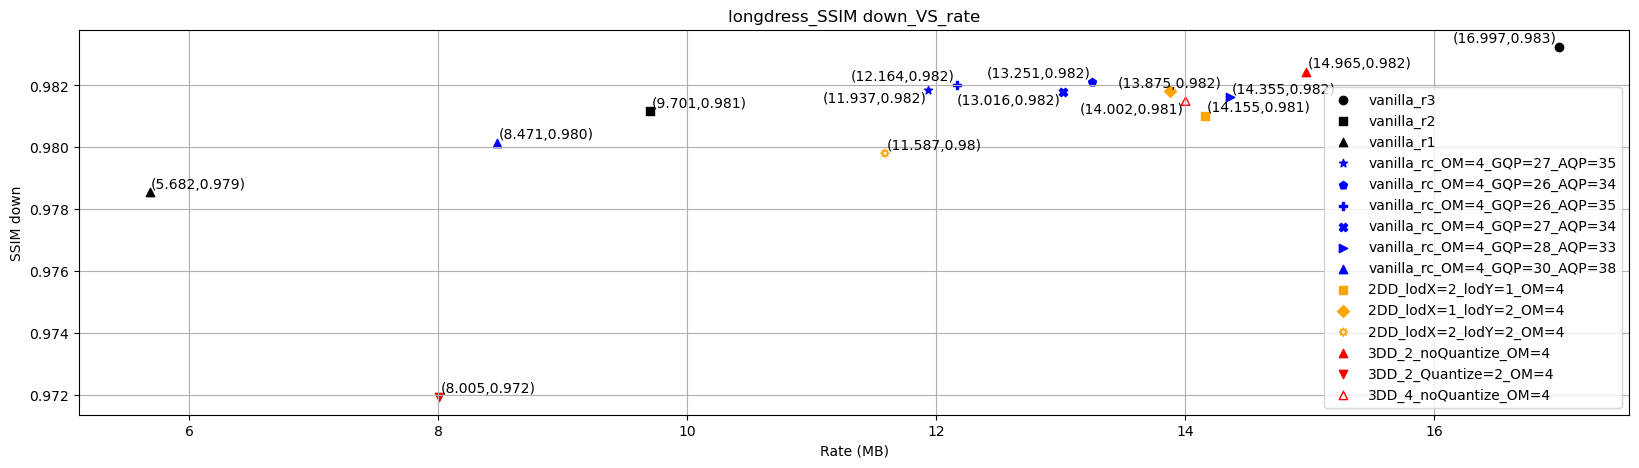 longdress_SSIM down_VS_rate
(16.997,0.983)
(14.965,0.982)
(12.164,0.982)
(13.251,0.982)
(13.875,0.982)
(14.355,0.982)
(11.937,0.982)
(13.016,0.982)
(14.002,0.981)
(14.155,0.981)
(9.701,0.981)
(8.471,0.980)
(11.587,0.98)
(5.682,0.979)
(8.005,0.972)
SSIM down
0.982
0.980
0.978
0.976
0.974
0.972
vanilla_r3
vanilla_r2
vanilla_r1
vanilla_rc_OM=4_GQP=27_AQP=35
vanilla_rc_OM=4_GQP=26_AQP=34
vanilla_rc_OM=4_GQP=26_AQP=35
vanilla_rc_OM=4_GQP=27_AQP=34
vanilla_rc_OM=4_GQP=28_AQP=33
vanilla_rc_OM=4_GQP=30_AQP=38
2DD_lodX=2_lodY=1_OM=4
2DD_lodX=1_lodY=2_OM=4
2DD_lodX=2_lodY=2_OM=4
3DD_2_noQuantize_OM=4
3DD_2_Quantize=2_OM=4
3DD_4_noQuantize_OM=4
6 8 10 12 14 16
Rate (MB)